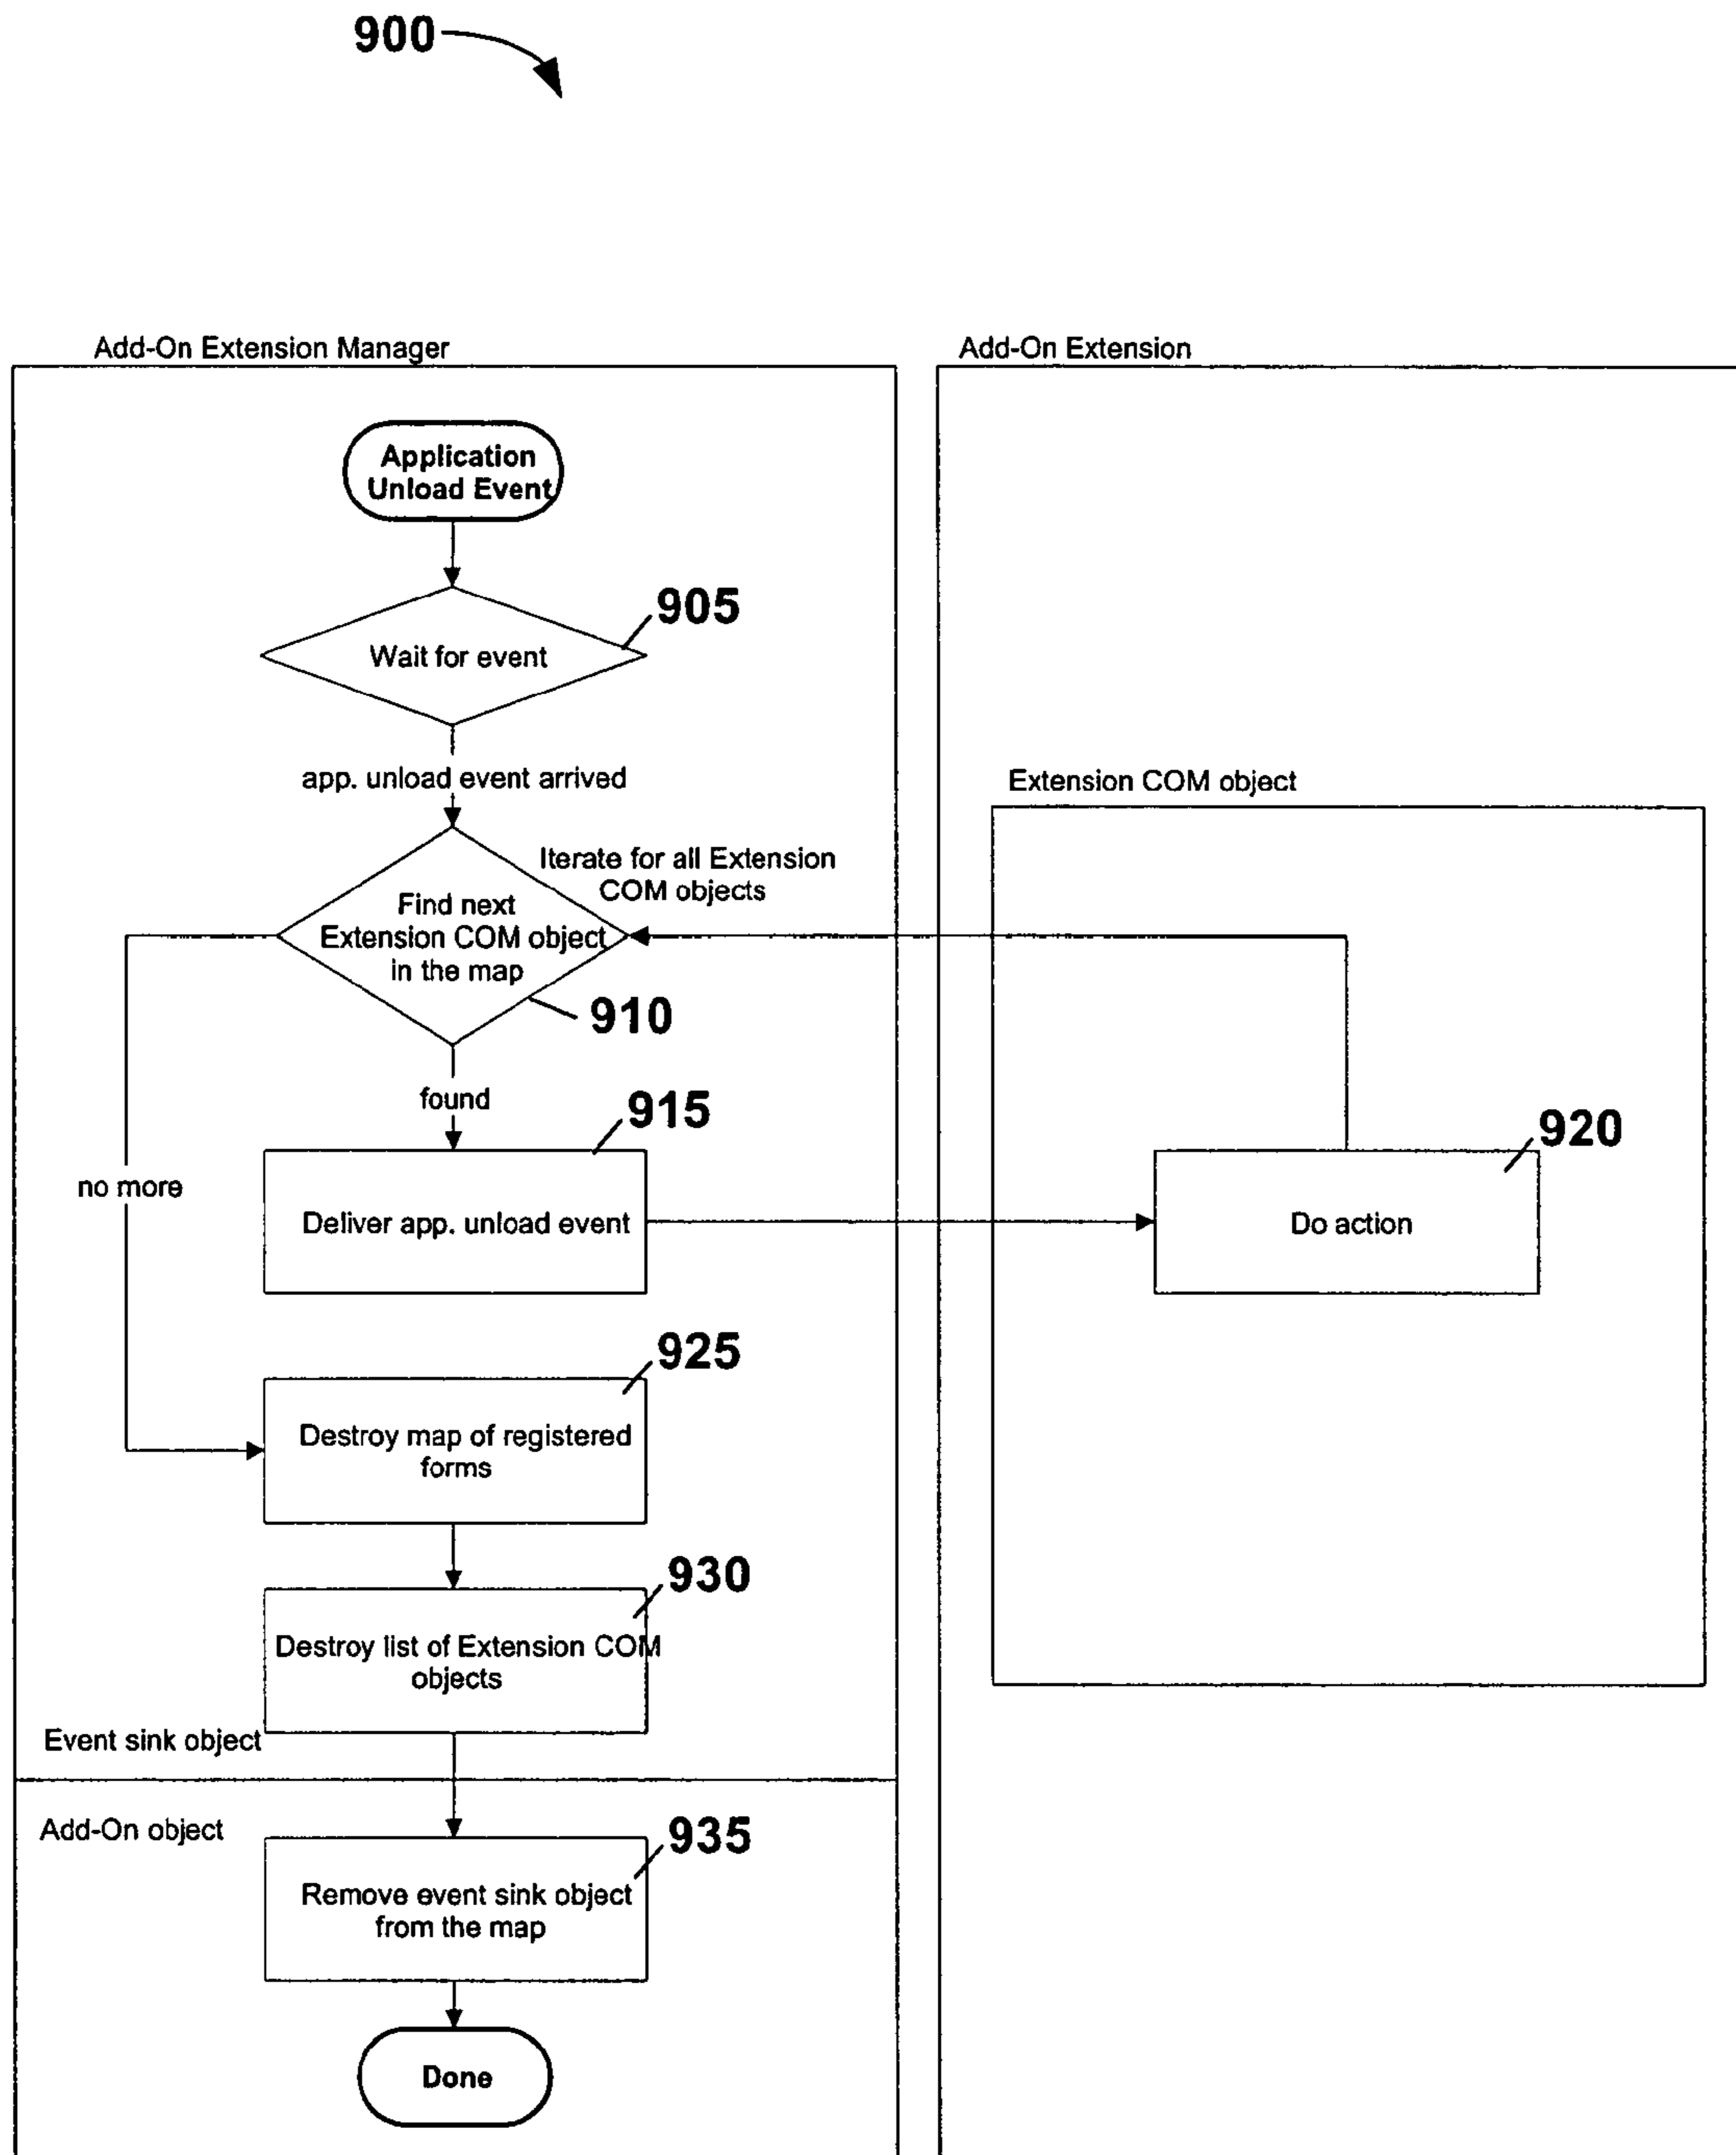 900
Add-On Extension Manager
Add-On Extension
Application
Unload Event
905
Wait for event
app. unload event arrived
Extension COM object
Iterate for all Extension
COM objects
Find next
Extension COM object
in the map
910
found
915
920
no more
Deliver app. unload event
Do action
925
Destroy map of registered
forms
930
Destroy list of Extension COM
objects
Event sink object
Add-On object
935
Remove event sink object
from the map
Done